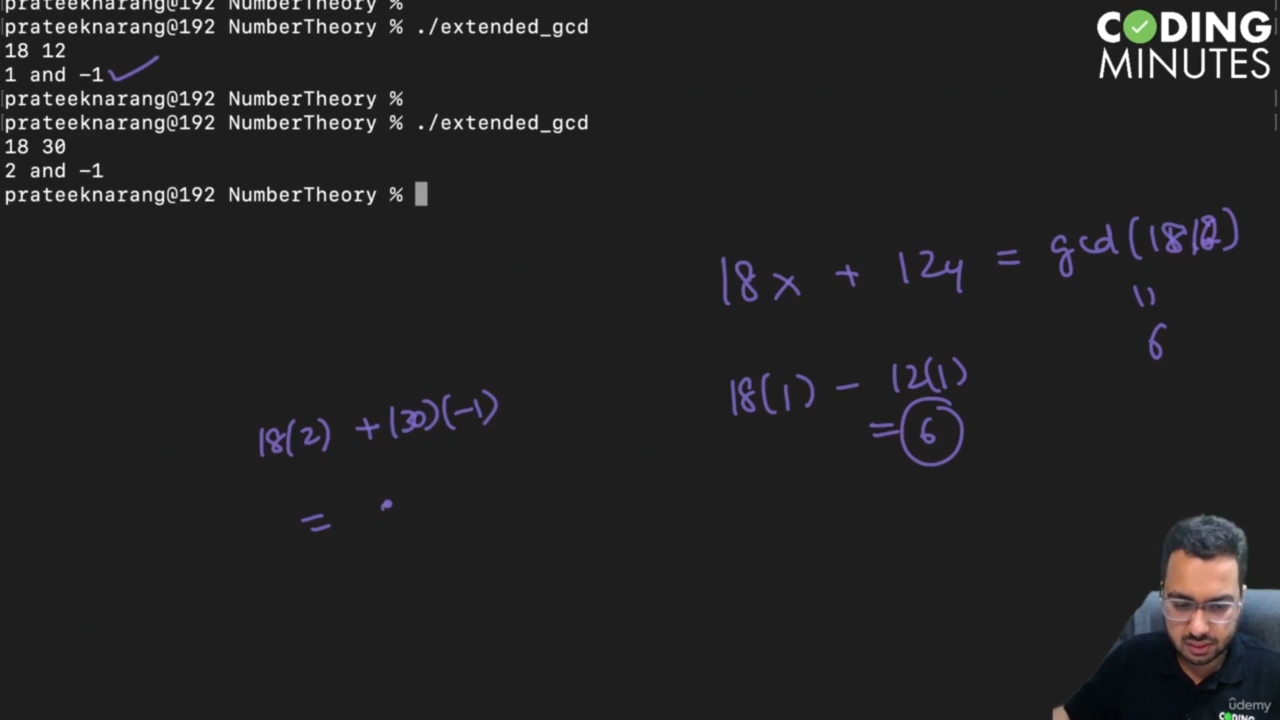 prateeknarang@192 NumberTheory %
prateeknarang@192 NumberTheory % ./extended_gcd
18 12
1 and -1
prateeknarang@192 NumberTheory %
prateeknarang@192 NumberTheory % ./extended_gcd
18 30
2 and -1
prateeknarang@192 NumberTheory %
CODING
MINUTES
18x + 12y = gcd(18,12)
"
6
18(1) - 12(1)
= 6
18(2) + (30)(-1)
=
ûdemy